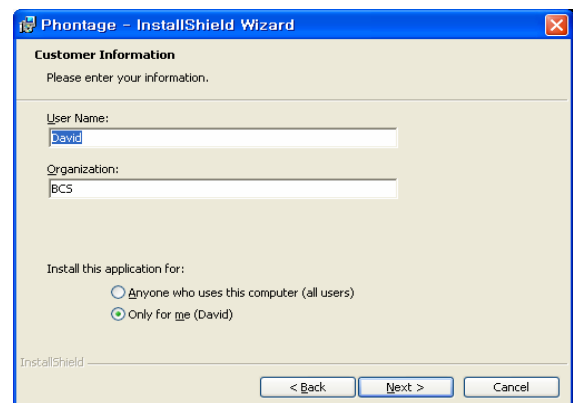 Phontage - InstallShield Wizard
Customer Information
Please enter your information.
User Name:
David
Organization:
BCS
Install this application for:
Anyone who uses this computer (all users)
Only for me (David)
InstallShield
< Back Next > Cancel